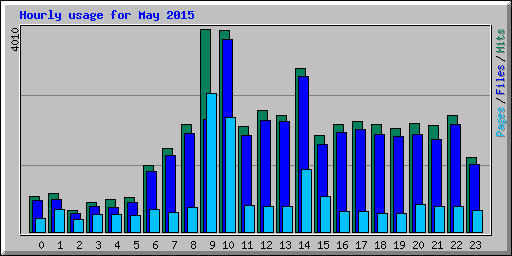 Hourly usage for May 2015
4010
Pages / Files / Hits
0 1 2 3 4 5 6 7 8 9 10 11 12 13 14 15 16 17 18 19 20 21 22 23